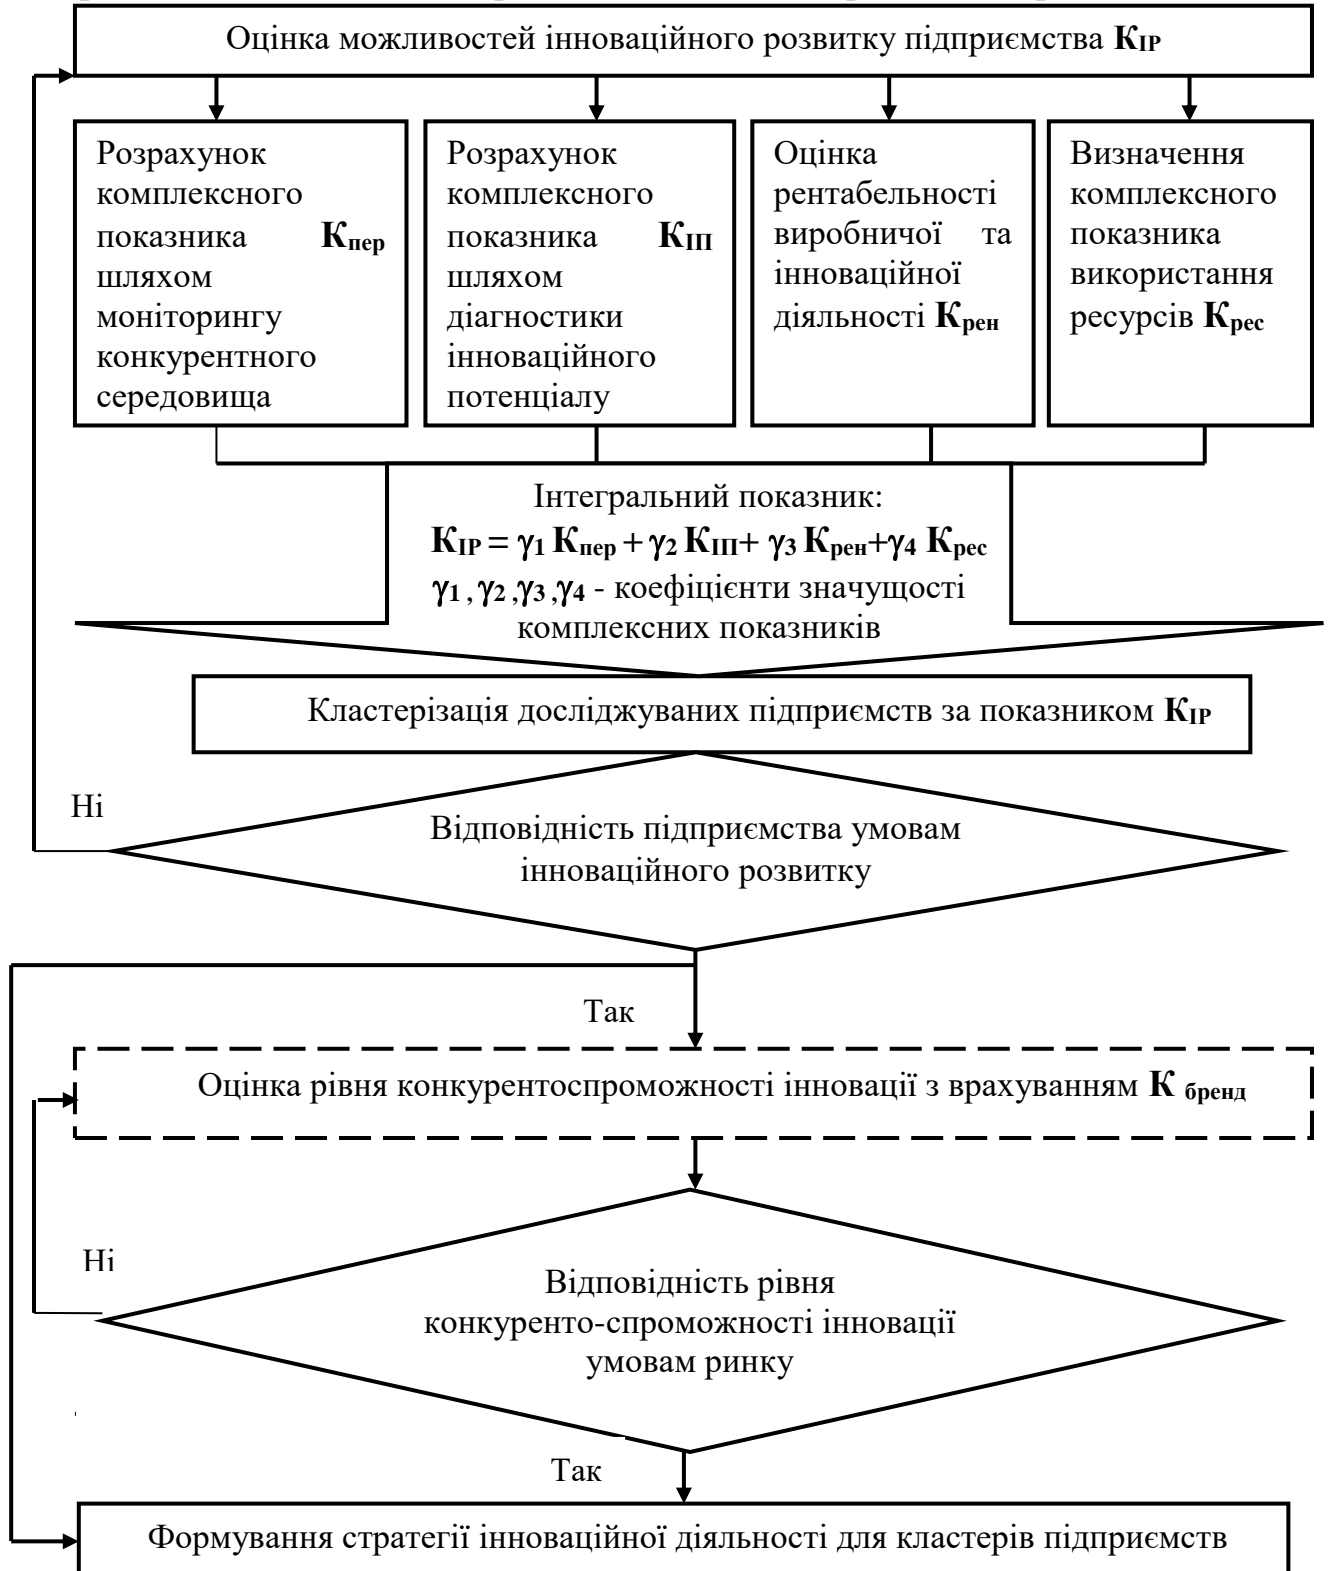 Оцінка можливостей інноваційного розвитку підприємства КІР
Розрахунок
комплексного
показника Кпер
шляхом
моніторингу
конкурентного
середовища
Розрахунок
комплексного
показника КІП
шляхом
діагностики
інноваційного
потенціалу
Оцінка
рентабельності
виробничої та
інноваційної
діяльності Крен
Визначення
комплексного
показника
використання
ресурсів Крес
Інтегральний показник:
КІР = γ1 Кпер + γ2 КІП+ γ3 Крен+γ4 Крес
γ1 , γ2 ,γ3 ,γ4 - коефіцієнти значущості
комплексних показників
Кластерізація досліджуваних підприємств за показником КІР
Ні
Відповідність підприємства умовам
інноваційного розвитку
Так
Оцінка рівня конкурентоспроможності інновації з врахуванням К бренд
Ні
Відповідність рівня
конкуренто-спроможності інновації
умовам ринку
Так
Формування стратегії інноваційної діяльності для кластерів підприємств